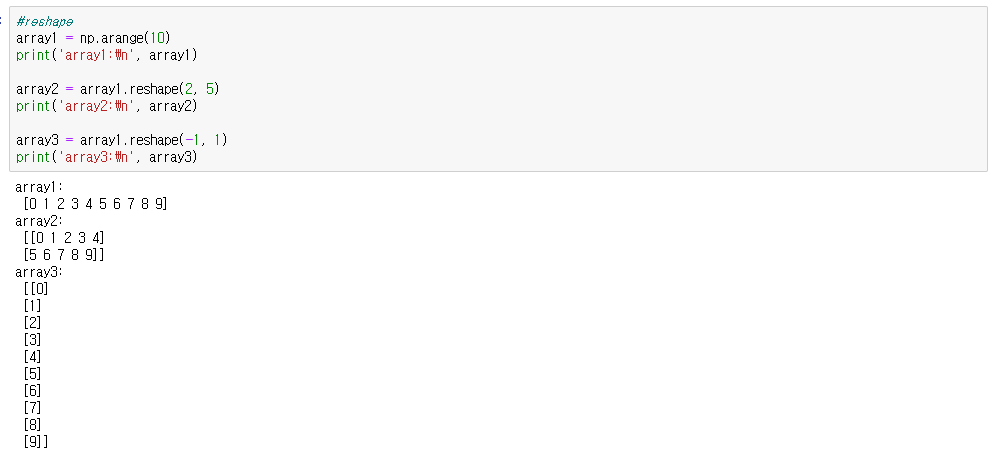 #reshape
array1 = np.arange(10)
print('array1:₩n', array1)
array2 = array1.reshape(2, 5)
print('array2:₩n', array2)
array3 = array1.reshape(-1, 1)
print('array3:₩n', array3)
array1:
[0 1 2 3 4 5 6 7 8 9]
array2:
[[0 1 2 3 4]
[5 6 7 8 9]]
array3:
[[0]
[1]
[2]
[3]
[4]
[5]
[6]
[7]
[8]
[9]]